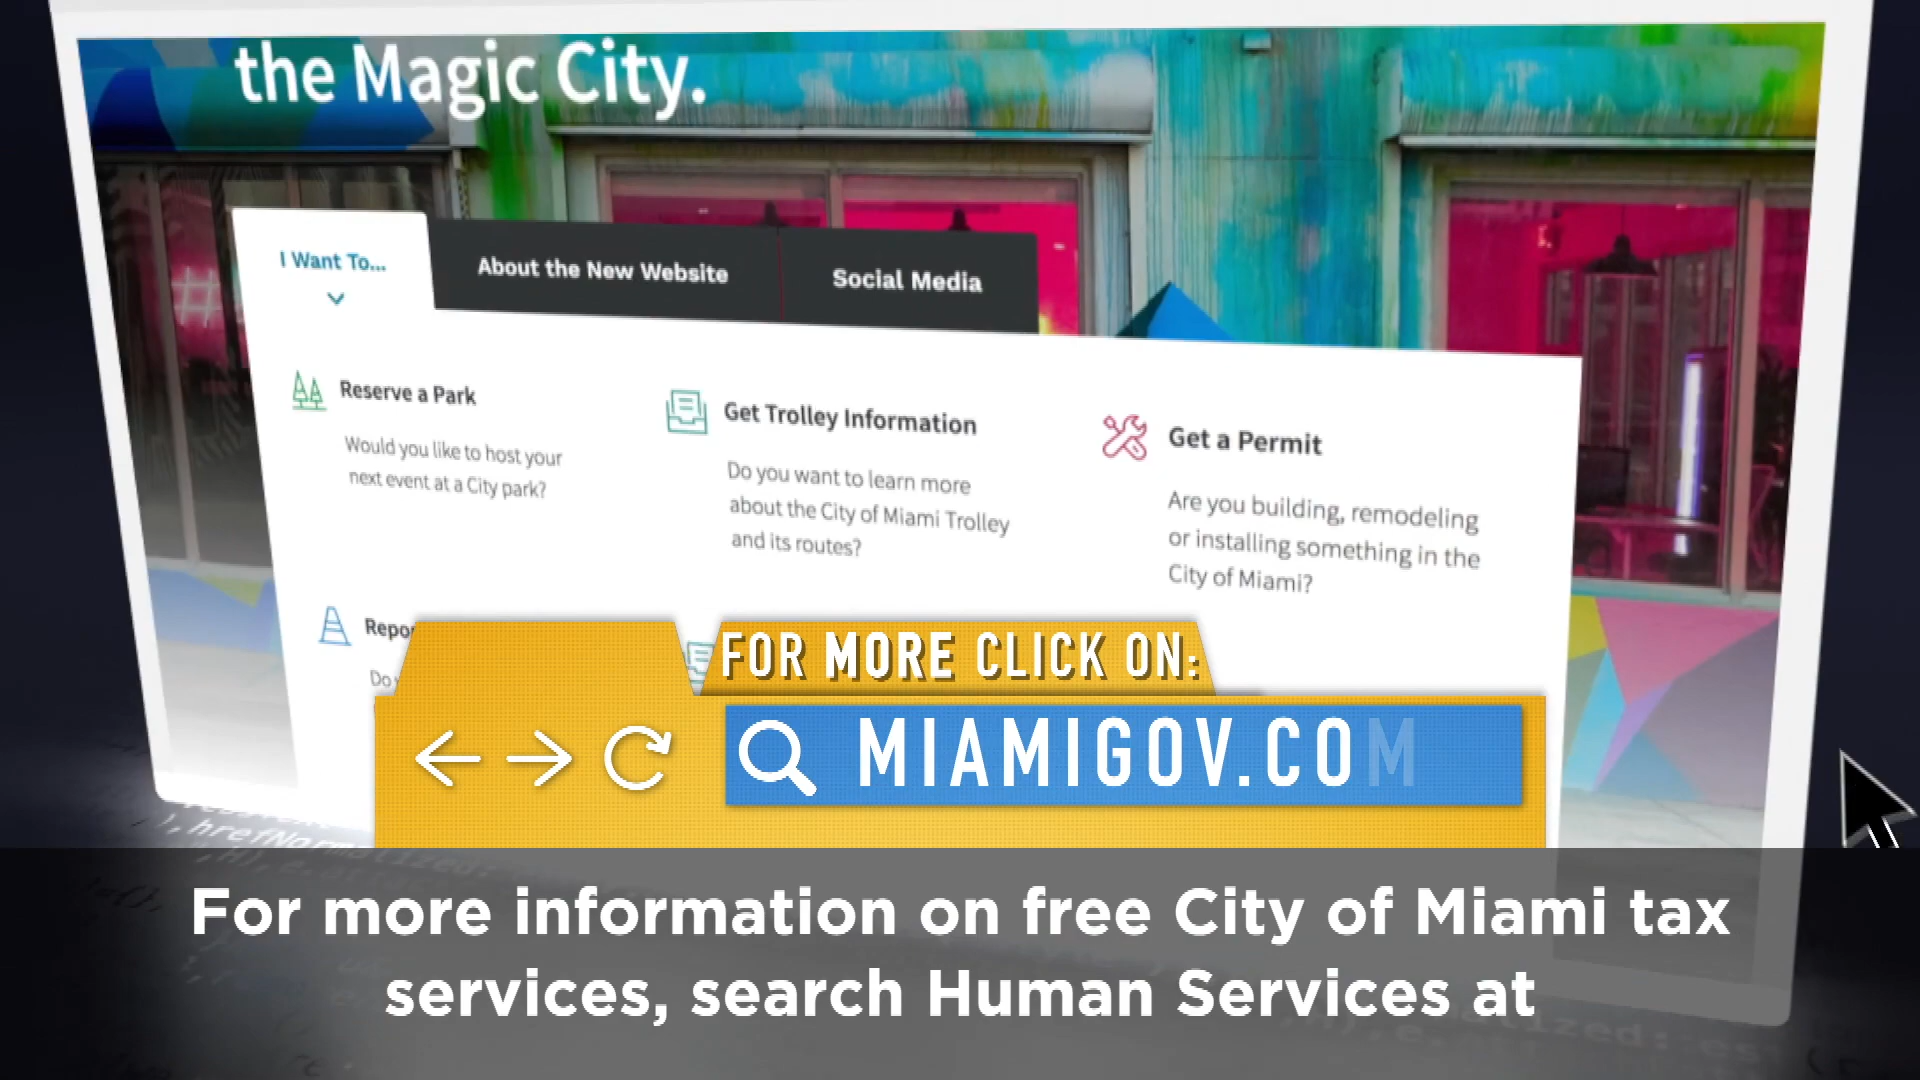 the Magic City.
I Want To...
About the New Website
Social Media
Reserve a Park
Would you like to host your
next event at a City park?
Get Trolley Information
Do you want to learn more
about the City of Miami Trolley
and its routes?
Get a Permit
Are you building, remodeling
or installing something in the
City of Miami?
FOR MORE CLICK ON:
MIAMIGOV.COM
For more information on free City of Miami tax
services, search Human Services at